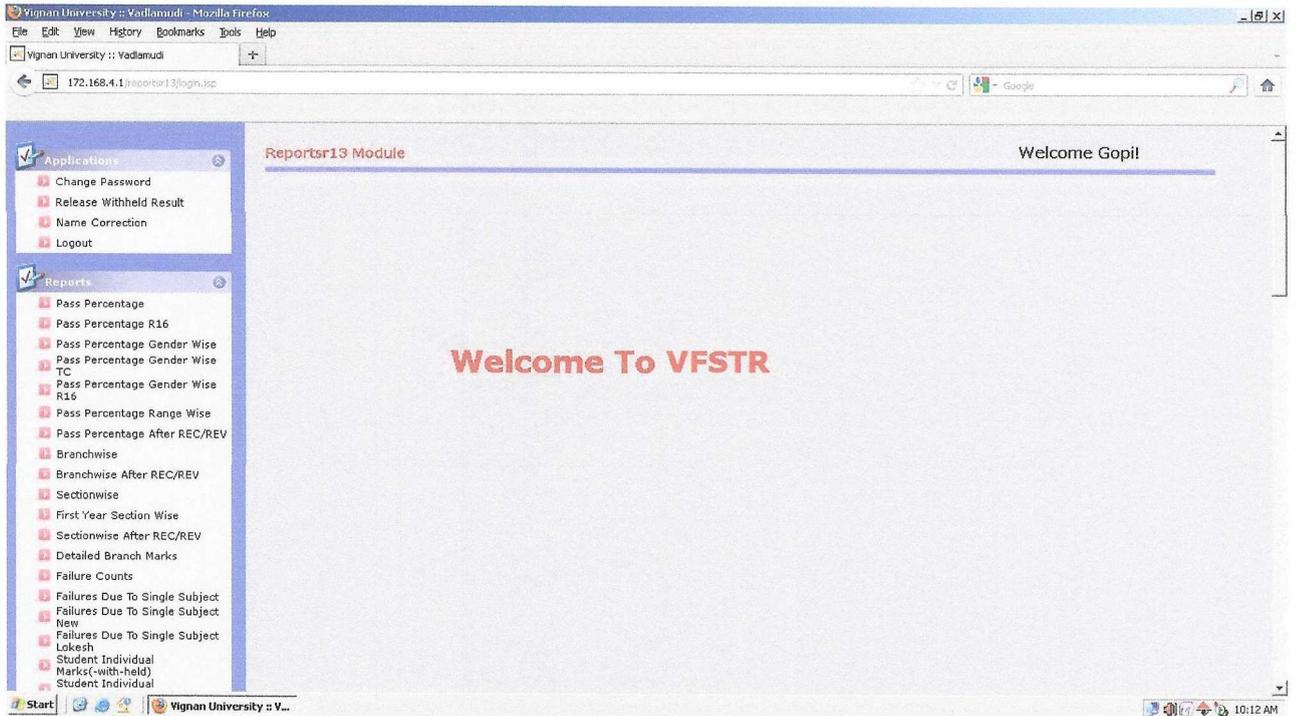 Vignan University :: Vadlamudi - Mozilla Firefox
File Edit View History Bookmarks Tools Help
Vignan University :: Vadlamudi
172.168.4.1/reportsr13/login.jsp
Google
Applications
Change Password
Release Withheld Result
Name Correction
Logout
Reports
Pass Percentage
Pass Percentage R16
Pass Percentage Gender Wise
Pass Percentage Gender Wise
TC
Pass Percentage Gender Wise
R16
Pass Percentage Range Wise
Pass Percentage After REC/REV
Branchwise
Branchwise After REC/REV
Sectionwise
First Year Section Wise
Sectionwise After REC/REV
Detailed Branch Marks
Failure Counts
Failures Due To Single Subject
Failures Due To Single Subject
New
Failures Due To Single Subject
Lokesh
Student Individual
Marks(-with-held)
Student Individual
Reportsr13 Module
Welcome Gopi!
Welcome To VFSTR
Start
Vignan University :: V...
10:12 AM